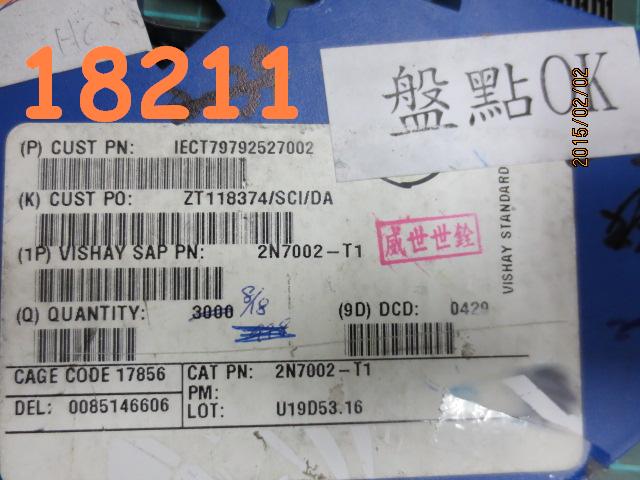 18211
盤點OK
2015/02/02
(P) CUST PN: IECT79792527002
(K) CUST PO: ZT118374/SCI/DA
(1P) VISHAY SAP PN: 2N7002-T1
威世世銓
VISHAY STANDARD
(Q) QUANTITY: 3000 8/18
(9D) DCD: 0429
CAGE CODE 17856
CAT PN: 2N7002-T1
PM:
DEL: 0085146606
LOT: U19D53.16